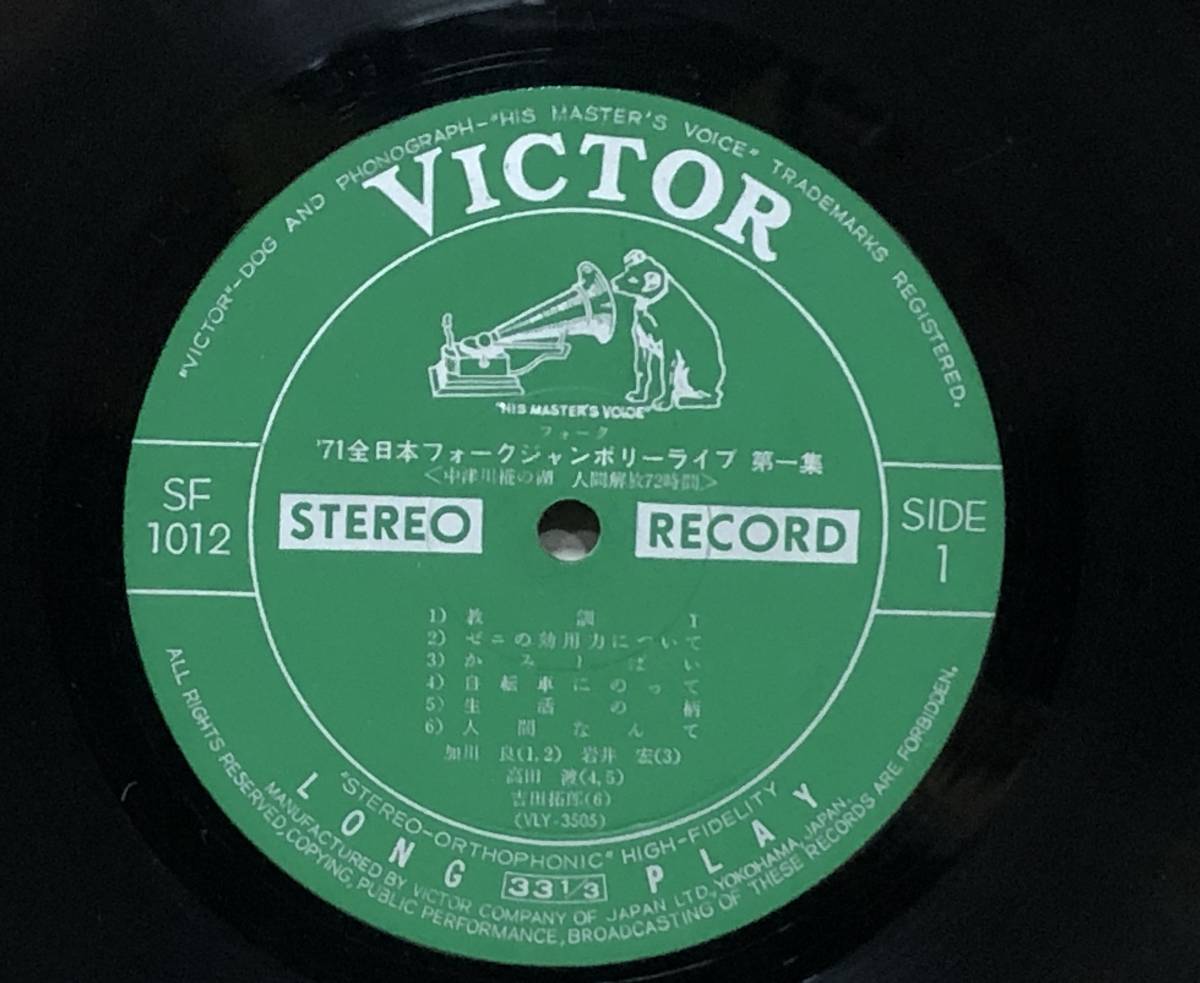 "VICTOR"-DOG AND PHONOGRAPH-"HIS MASTER'S VOICE" TRADEMARKS REGISTERED.
VICTOR
"HIS MASTER'S VOICE"
フォーク
'71全日本フォークジャンボリーライブ 第一集
<中津川椛の湖 人間解放72時間>
SF
1012
STEREO
RECORD
SIDE
1
1) 教訓 I
2) ゼニの効用力について
3) かみしばい
4) 自転車にのって
5) 生活の柄
6) 人間なんて
加川 良(1,2) 岩井 宏(3)
高田 渡(4,5)
吉田拓郎(6)
(VLY-3505)
"STEREO-ORTHOPHONIC" HIGH-FIDELITY
LONG 33 1/3 PLAY
MANUFACTURED BY VICTOR COMPANY OF JAPAN LTD., YOKOHAMA, JAPAN.
ALL RIGHTS RESERVED, COPYING, PUBLIC PERFORMANCE, BROADCASTING OF THESE RECORDS ARE FORBIDDEN.